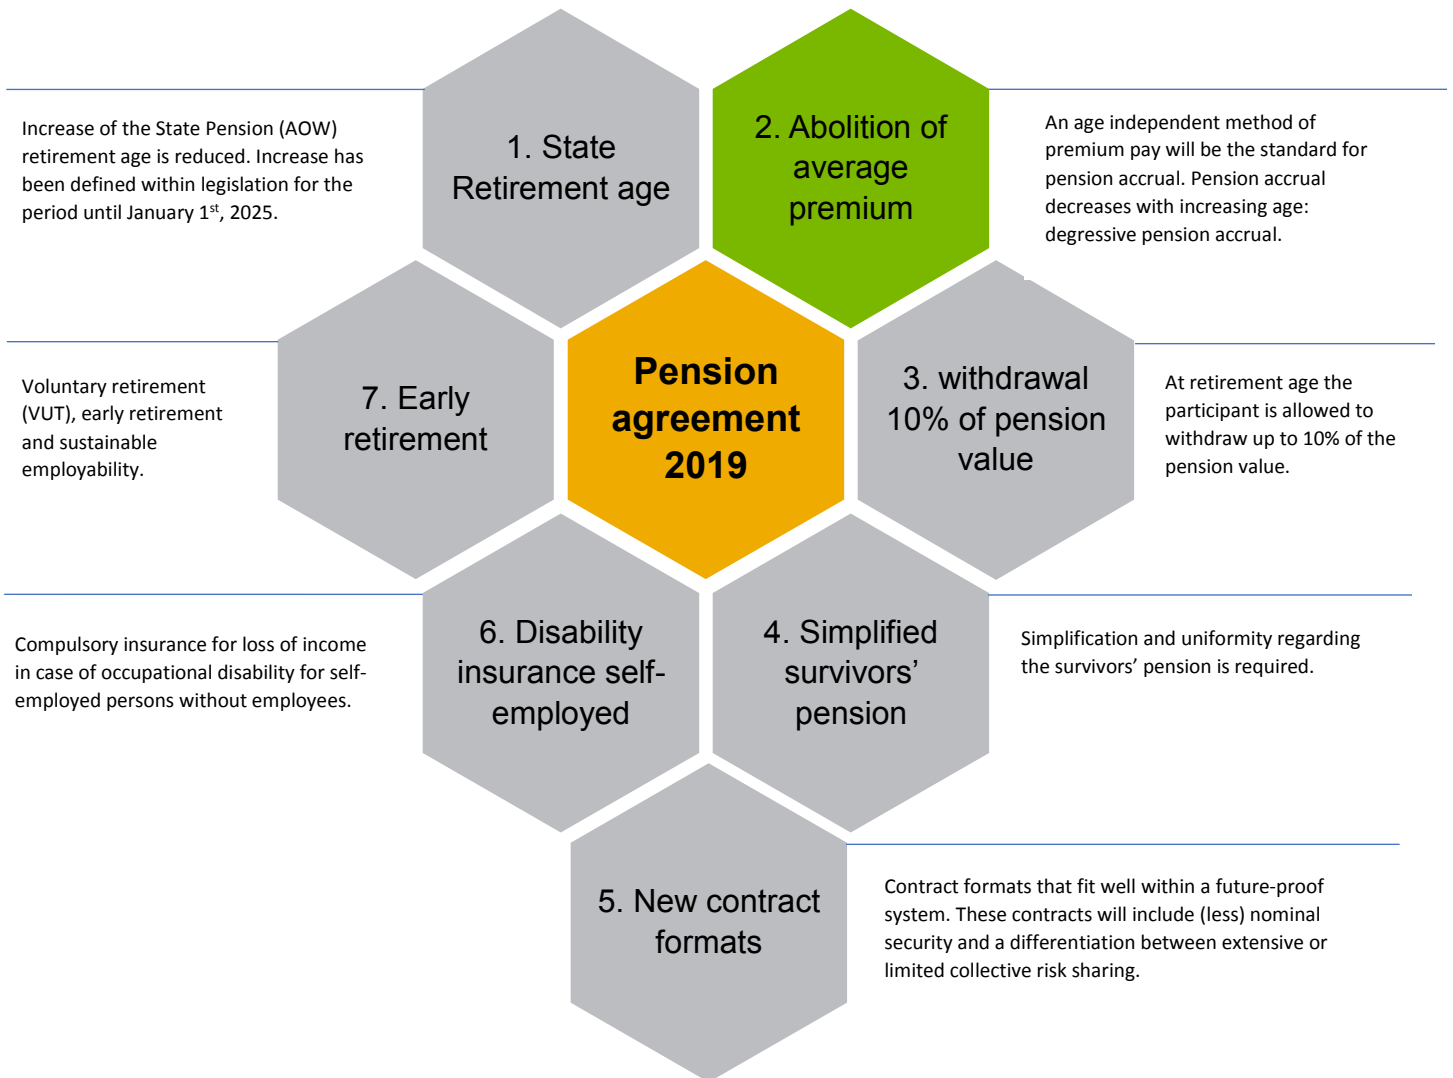 1. State
Retirement age
Increase of the State Pension (AOW)
retirement age is reduced. Increase has
been defined within legislation for the
period until January 1st, 2025.
2. Abolition of
average
premium
An age independent method of
premium pay will be the standard for
pension accrual. Pension accrual
decreases with increasing age:
degressive pension accrual.
7. Early
retirement
Voluntary retirement
(VUT), early retirement
and sustainable
employability.
Pension
agreement
2019
3. withdrawal
10% of pension
value
At retirement age the
participant is allowed to
withdraw up to 10% of the
pension value.
6. Disability
insurance self-
employed
Compulsory insurance for loss of income
in case of occupational disability for self-
employed persons without employees.
4. Simplified
survivors’
pension
Simplification and uniformity regarding
the survivors’ pension is required.
5. New contract
formats
Contract formats that fit well within a future-proof
system. These contracts will include (less) nominal
security and a differentiation between extensive or
limited collective risk sharing.